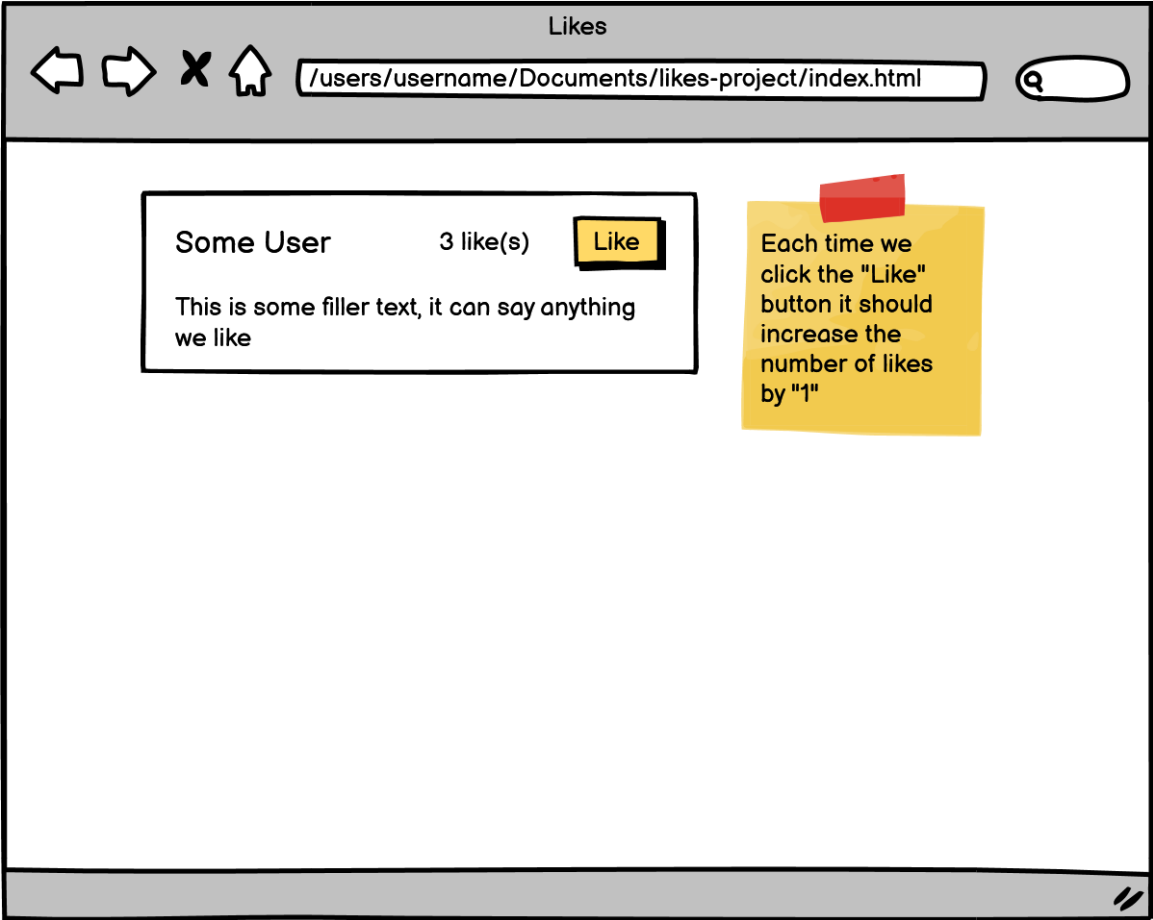 Likes
/users/username/Documents/likes-project/index.html
Some User
3 like(s)
Like
This is some filler text, it can say anything
we like
Each time we
click the "Like"
button it should
increase the
number of likes
by "1"